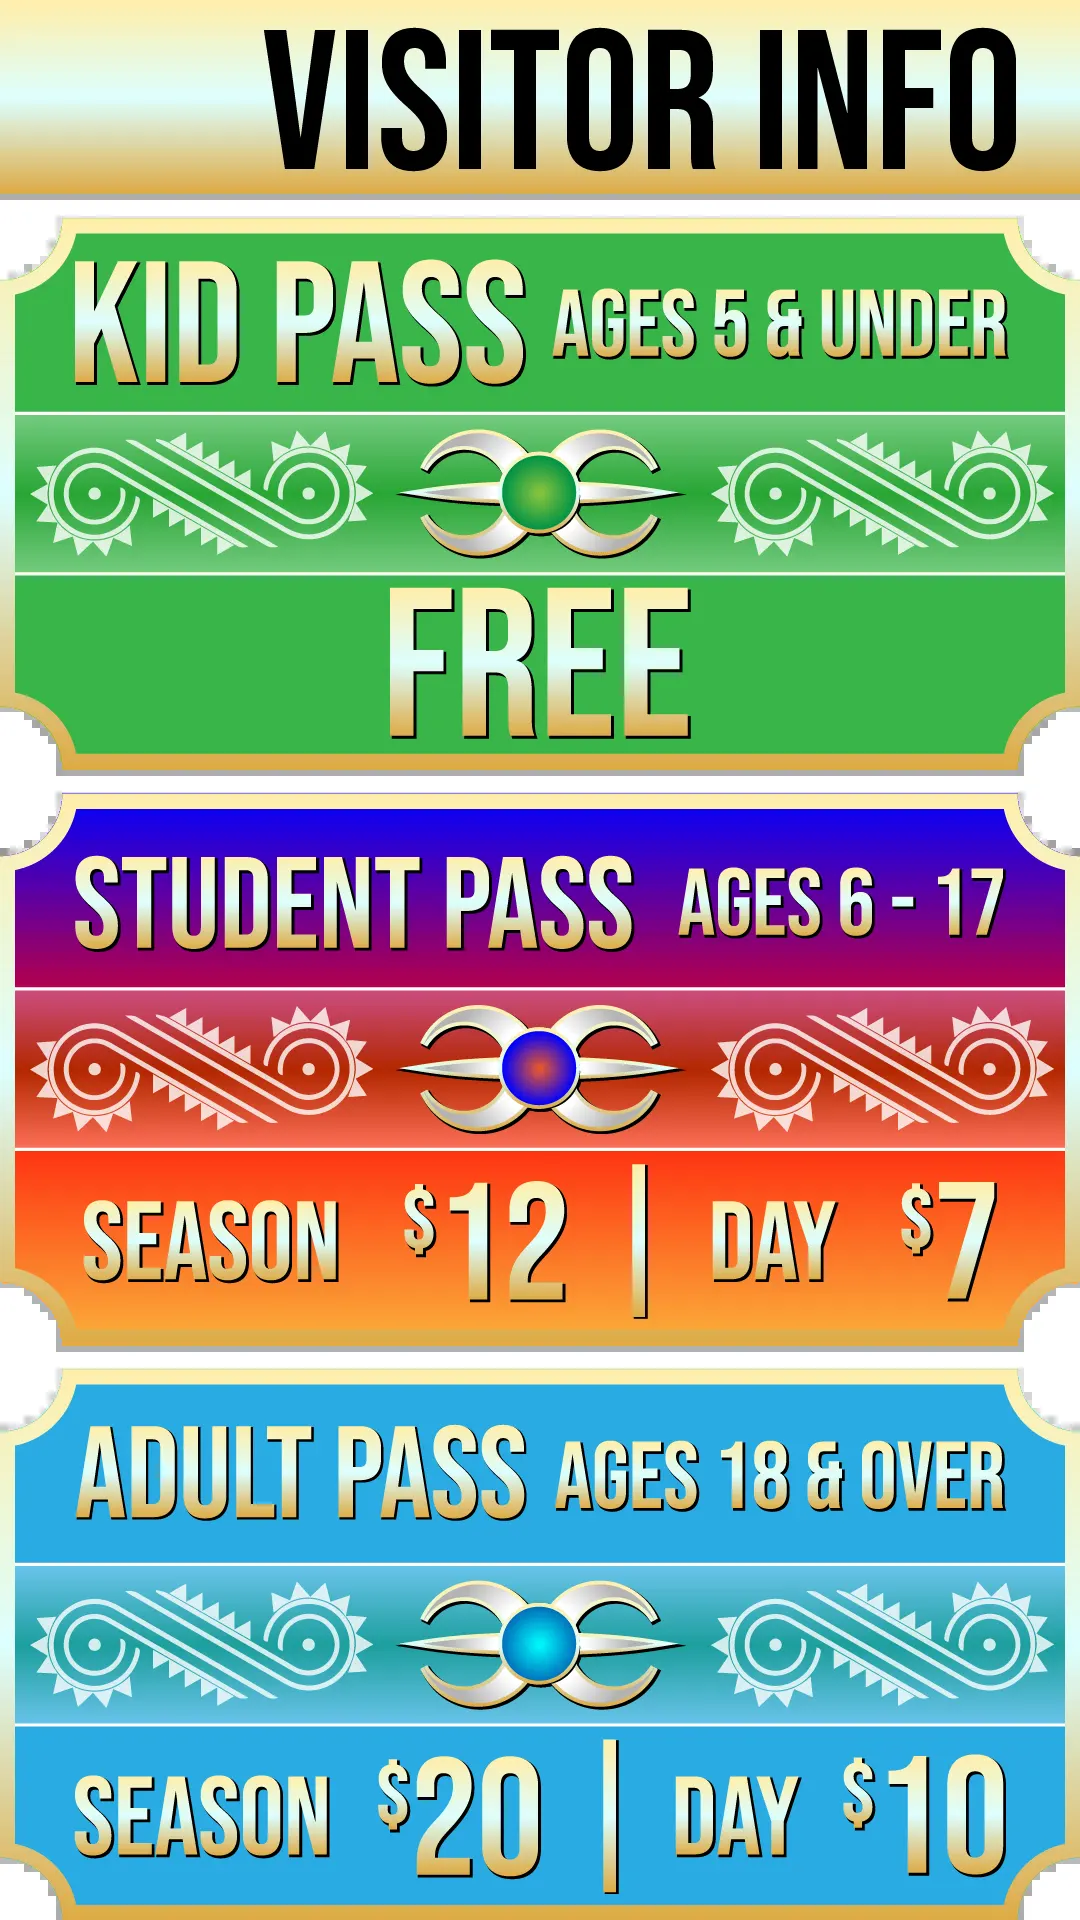 VISITOR INFO
KID PASS AGES 5 & UNDER
FREE
STUDENT PASS AGES 6 - 17
SEASON $12 | DAY $7
ADULT PASS AGES 18 & OVER
SEASON $20 | DAY $10